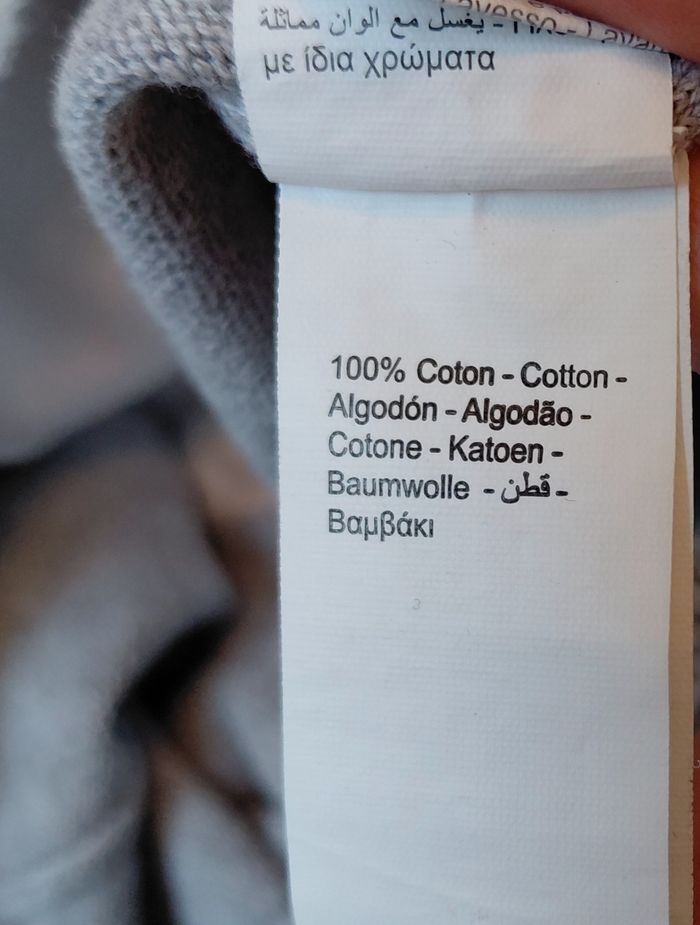 يغسل مع الوان مماثلة
με ίδια χρώματα
100% Coton - Cotton -
Algodón - Algodão -
Cotone - Katoen -
Baumwolle - قطن -
Βαμβάκι